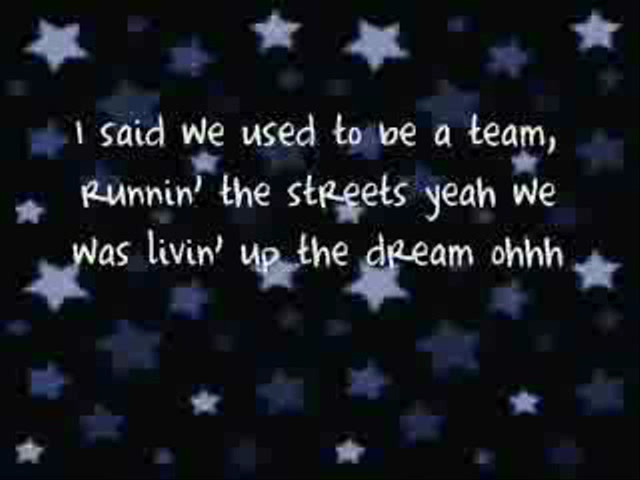 I said we used to be a team,
Runnin' the stReets yeah we
was livin' up the dReam ohhh